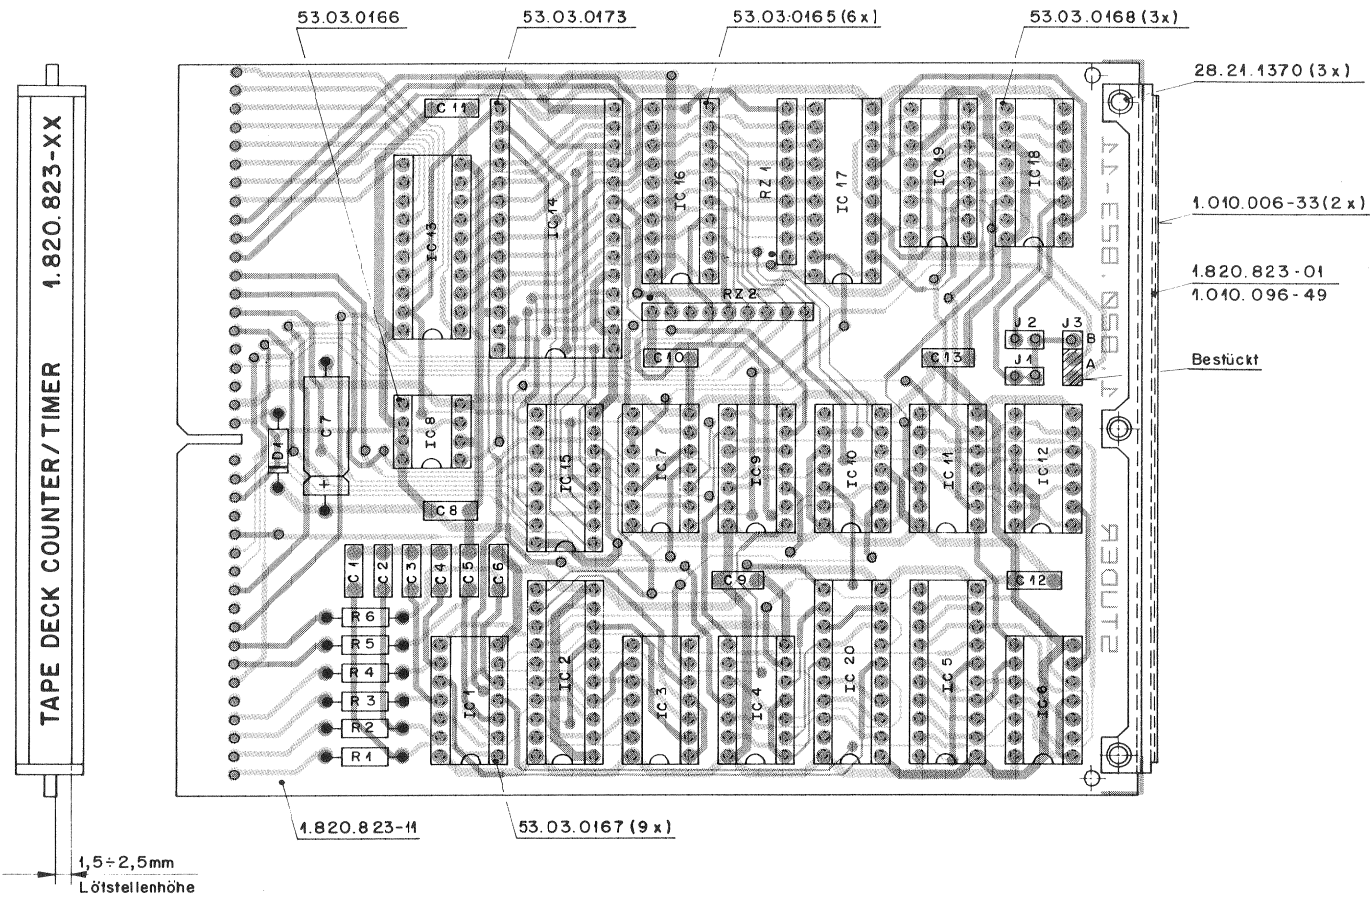 53.03.0166
53.03.0173
53.03.0165 (6x)
53.03.0168 (3x)
28.21.1370 (3x)
1.010.006-33 (2x)
1.820.823-01
1.010.096-49
Bestückt
TAPE DECK COUNTER/TIMER 1.820.823-XX
C 11
IC 13
IC 14
IC 16
RZ 1
IC 17
IC 19
IC 18
RZ 2
J 2
J 3
B
A
J 1
C 10
C 13
D1
C 7
+
IC 8
C 8
IC 15
IC 7
IC 9
IC 10
IC 11
IC 12
C 1
C 2
C 3
C 4
C 5
C 6
C 9
C 12
R 6
R 5
R 4
R 3
R 2
R 1
IC 1
IC 2
IC 3
IC 4
IC 20
IC 5
IC 6
STUDER
1.820.823-11
53.03.0167 (9x)
1,5÷2,5mm
Lötstellenhöhe